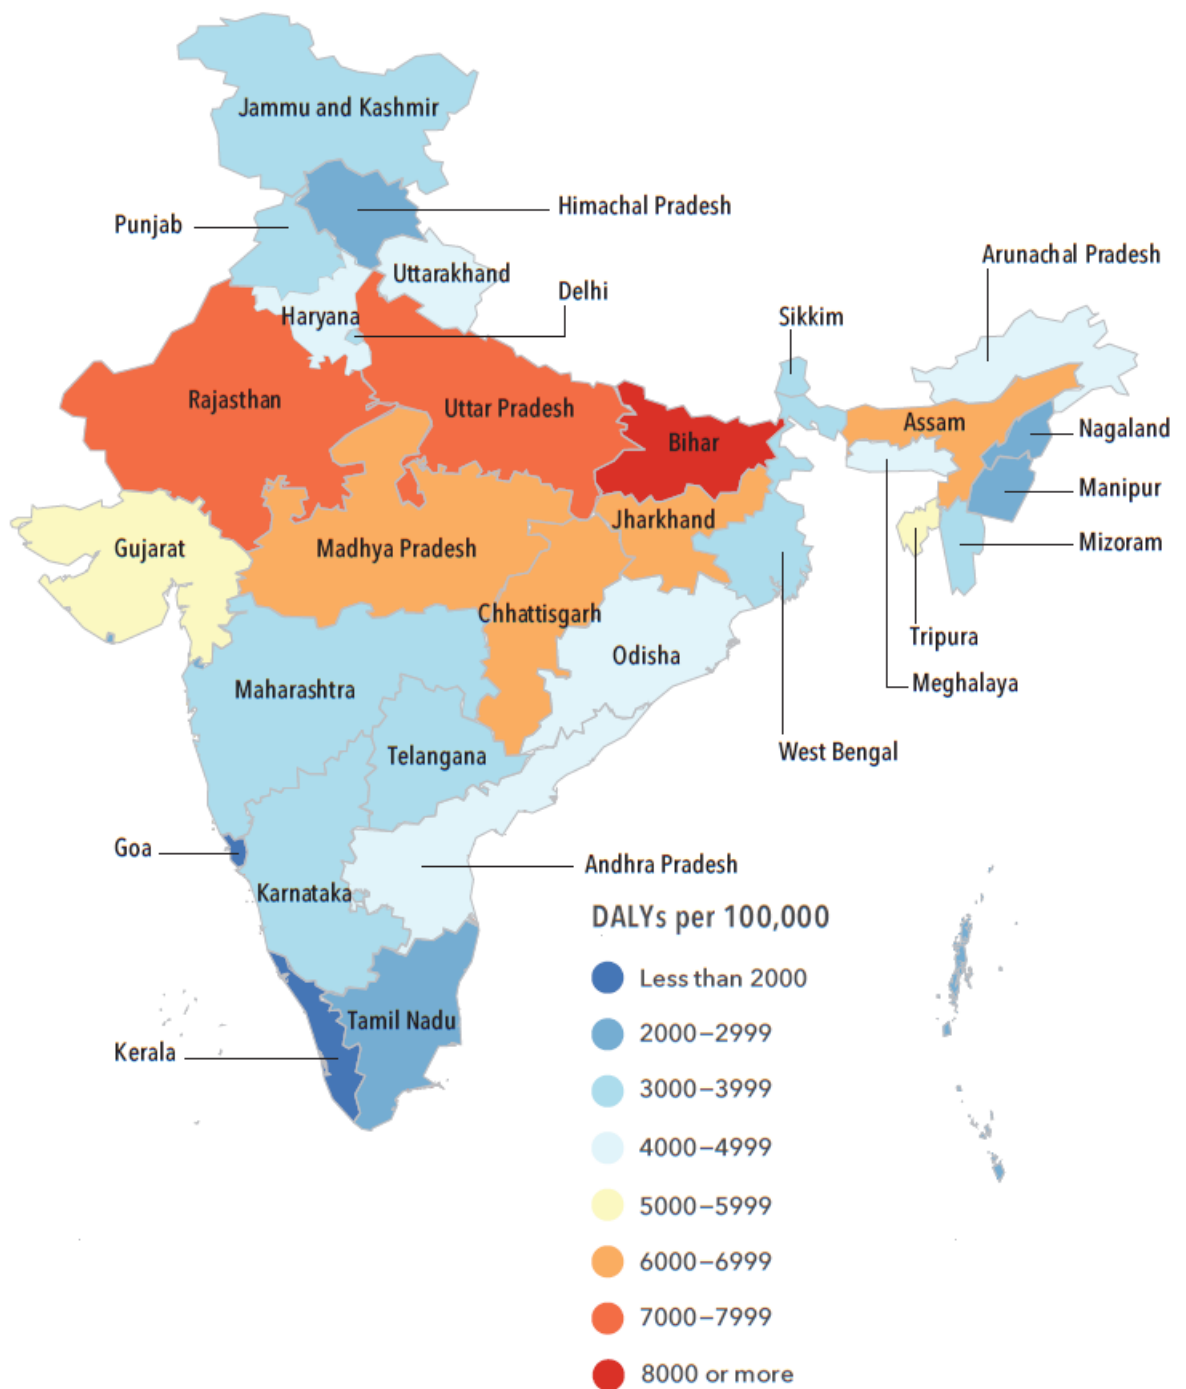 Jammu and Kashmir
Himachal Pradesh
Punjab
Arunachal Pradesh
Uttarakhand
Delhi
Haryana
Sikkim
Rajasthan
Uttar Pradesh
Assam
Nagaland
Bihar
Manipur
Jharkhand
Gujarat
Madhya Pradesh
Mizoram
Chhattisgarh
Tripura
Odisha
Meghalaya
Maharashtra
West Bengal
Telangana
Goa
Andhra Pradesh
Karnataka
Tamil Nadu
Kerala
DALYs per 100,000
Less than 2000
2000–2999
3000–3999
4000–4999
5000–5999
6000–6999
7000–7999
8000 or more